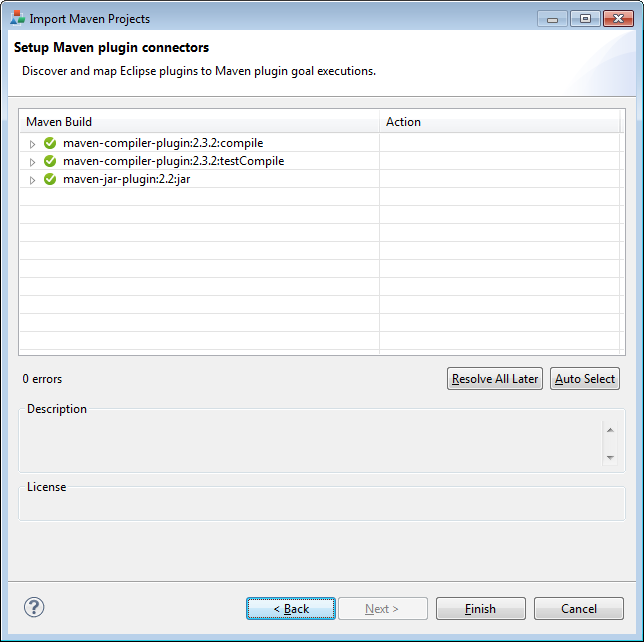 Import Maven Projects
Setup Maven plugin connectors
Discover and map Eclipse plugins to Maven plugin goal executions.
Maven Build Action
maven-compiler-plugin:2.3.2:compile
maven-compiler-plugin:2.3.2:testCompile
maven-jar-plugin:2.2:jar
0 errors Resolve All Later Auto Select
Description
License
? < Back Next > Finish Cancel